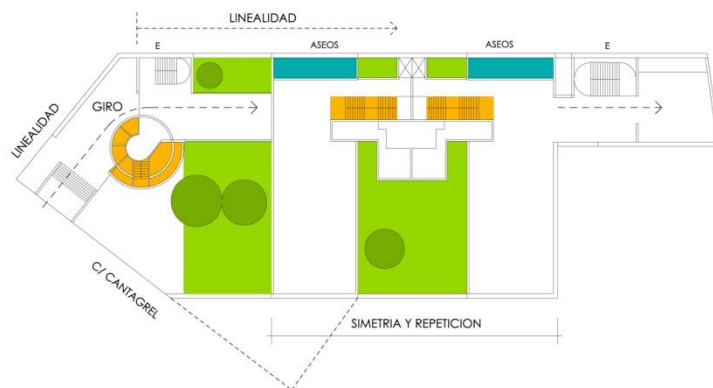 LINEALIDAD
E
ASEOS
ASEOS
E
LINEALIDAD
GIRO
C/ CANTAGREL
SIMETRIA Y REPETICION